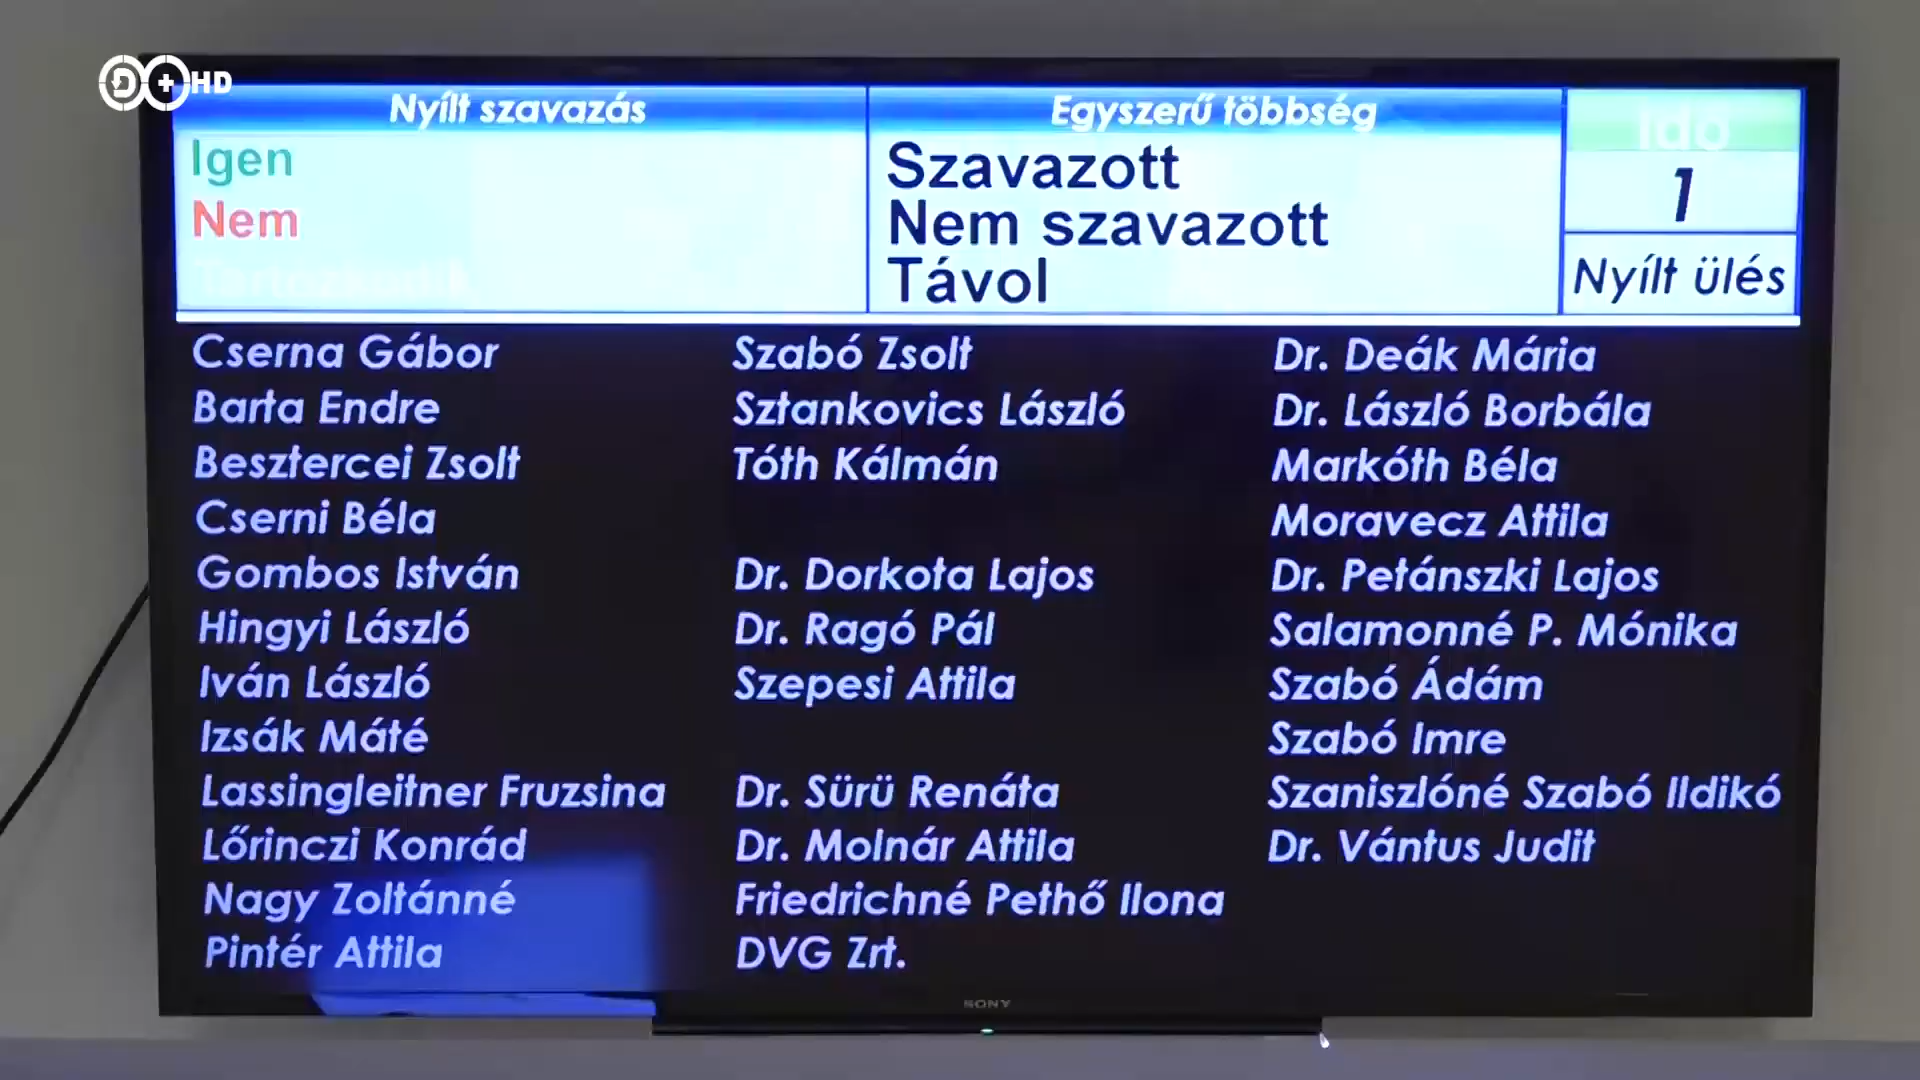 D+HD
Nyílt szavazás
Igen
Nem
Tartózkodik
Egyszerű többség
Szavazott
Nem szavazott
Távol
Idő
1
Nyílt ülés
Cserna Gábor
Barta Endre
Besztercei Zsolt
Cserni Béla
Gombos István
Hingyi László
Iván László
Izsák Máté
Lassingleitner Fruzsina
Lőrinczi Konrád
Nagy Zoltánné
Pintér Attila
Szabó Zsolt
Sztankovics László
Tóth Kálmán
Dr. Dorkota Lajos
Dr. Ragó Pál
Szepesi Attila
Dr. Sürü Renáta
Dr. Molnár Attila
Friedrichné Pethő Ilona
DVG Zrt.
Dr. Deák Mária
Dr. László Borbála
Markóth Béla
Moravecz Attila
Dr. Petánszki Lajos
Salamonné P. Mónika
Szabó Ádám
Szabó Imre
Szaniszlóné Szabó Ildikó
Dr. Vántus Judit
SONY